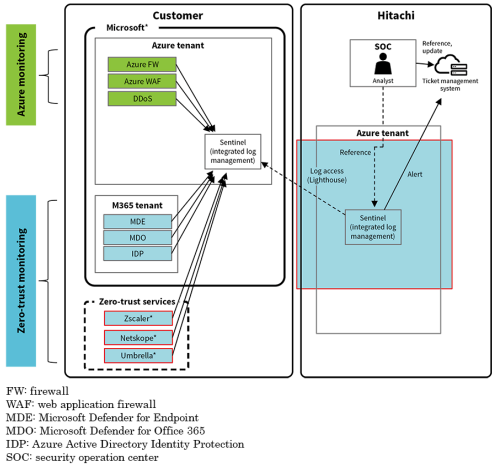 Customer
Hitachi
Microsoft*
Azure tenant
Azure monitoring
Azure FW
Azure WAF
DDoS
Sentinel
(integrated log
management)
Zero-trust monitoring
M365 tenant
MDE
MDO
IDP
Zero-trust services
Zscaler*
Netskope*
Umbrella*
SOC
Analyst
Reference,
update
Ticket management
system
Azure tenant
Reference
Log access
(Lighthouse)
Alert
Sentinel
(integrated log
management)
FW: firewall
WAF: web application firewall
MDE: Microsoft Defender for Endpoint
MDO: Microsoft Defender for Office 365
IDP: Azure Active Directory Identity Protection
SOC: security operation center